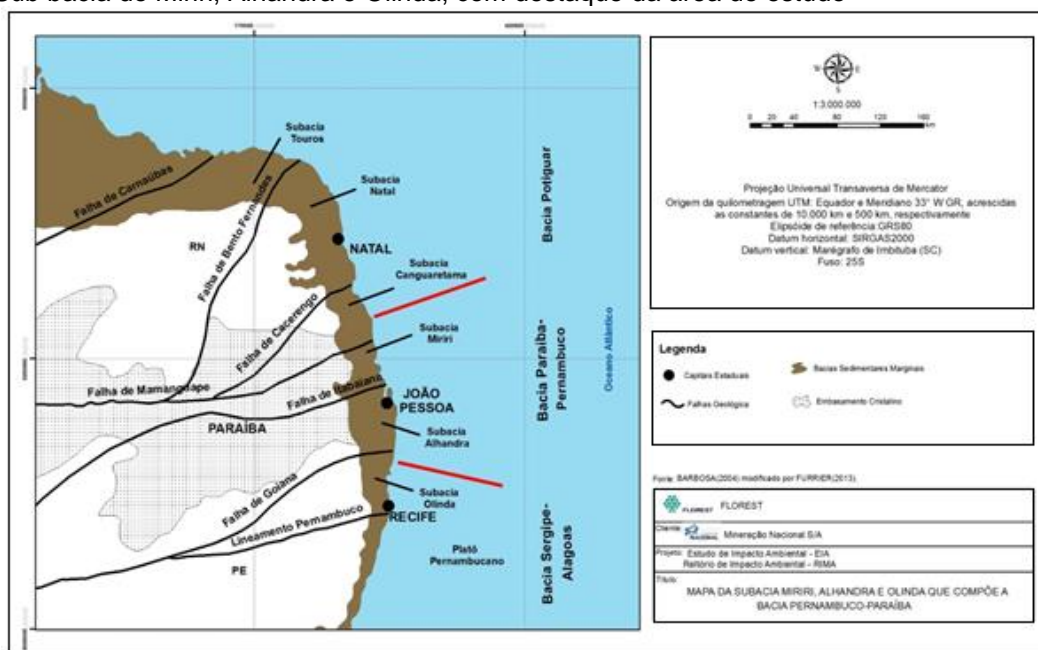 Sub-bacia de Miriri, Alhandra e Olinda, com destaque da área de estudo
Subacia
Touros
Falha de Carnaúbas
Falha de Bento Fernandes
Subacia
Natal
RN
NATAL
Subacia
Canguaretama
Falha de Cacerengo
Subacia
Miriri
Falha de Mamanguape
Falha de Itabaiana
JOÃO
PESSOA
PARAÍBA
Subacia
Alhandra
Falha de Goiana
Subacia
Olinda
RECIFE
Lineamento Pernambuco
PE
Platô
Pernambucano
Bacia Potiguar
Bacia Paraíba-
Pernambuco
Bacia Sergipe-
Alagoas
Oceano Atlântico
N
W E
S
1:3.000.000
0 20 40 80 120 160
km
Projeção Universal Transaversa de Mercator
Origem da quilometragem UTM: Equador e Meridiano 33° W GR, acrescidas
as constantes de 10.000 km e 500 km, respectivamente
Elipsóide de referência:GRS80
Datum horizontal: SIRGAS2000
Datum vertical: Marégrafo de Imbituba (SC)
Fuso: 25S
Legenda
Capitais Estaduais
Bacias Sedimentares Marginais
Falhas Geológica
Embasamento Cristalino
Fonte: BARBOSA(2004) modificado por FURRIER(2013).
FLOREST FLOREST
Cliente: NACIONAL Mineração Nacional S/A
Projeto: Estudo de Impacto Ambiental - EIA
Relatório de Impacto Ambiental - RIMA
Título:
MAPA DA SUBACIA MIRIRI, ALHANDRA E OLINDA QUE COMPÕE A
BACIA PERNAMBUCO-PARAÍBA